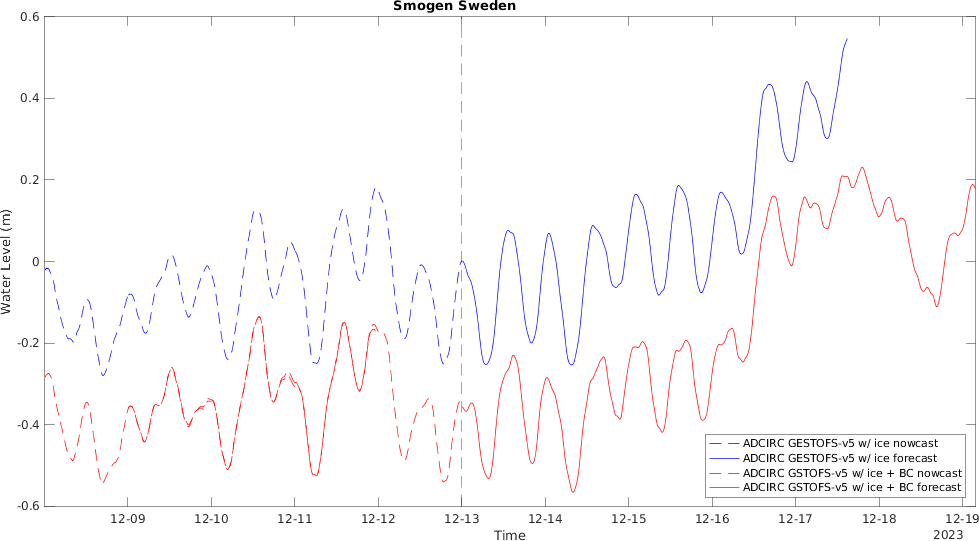 Smogen Sweden
0.6
0.4
0.2
0
-0.2
-0.4
-0.6
Water Level (m)
ADCIRC GESTOFS-v5 w/ ice nowcast
ADCIRC GESTOFS-v5 w/ ice forecast
ADCIRC GSTOFS-v5 w/ ice + BC nowcast
ADCIRC GSTOFS-v5 w/ ice + BC forecast
12-09 12-10 12-11 12-12 12-13 12-14 12-15 12-16 12-17 12-18 12-19
Time
2023